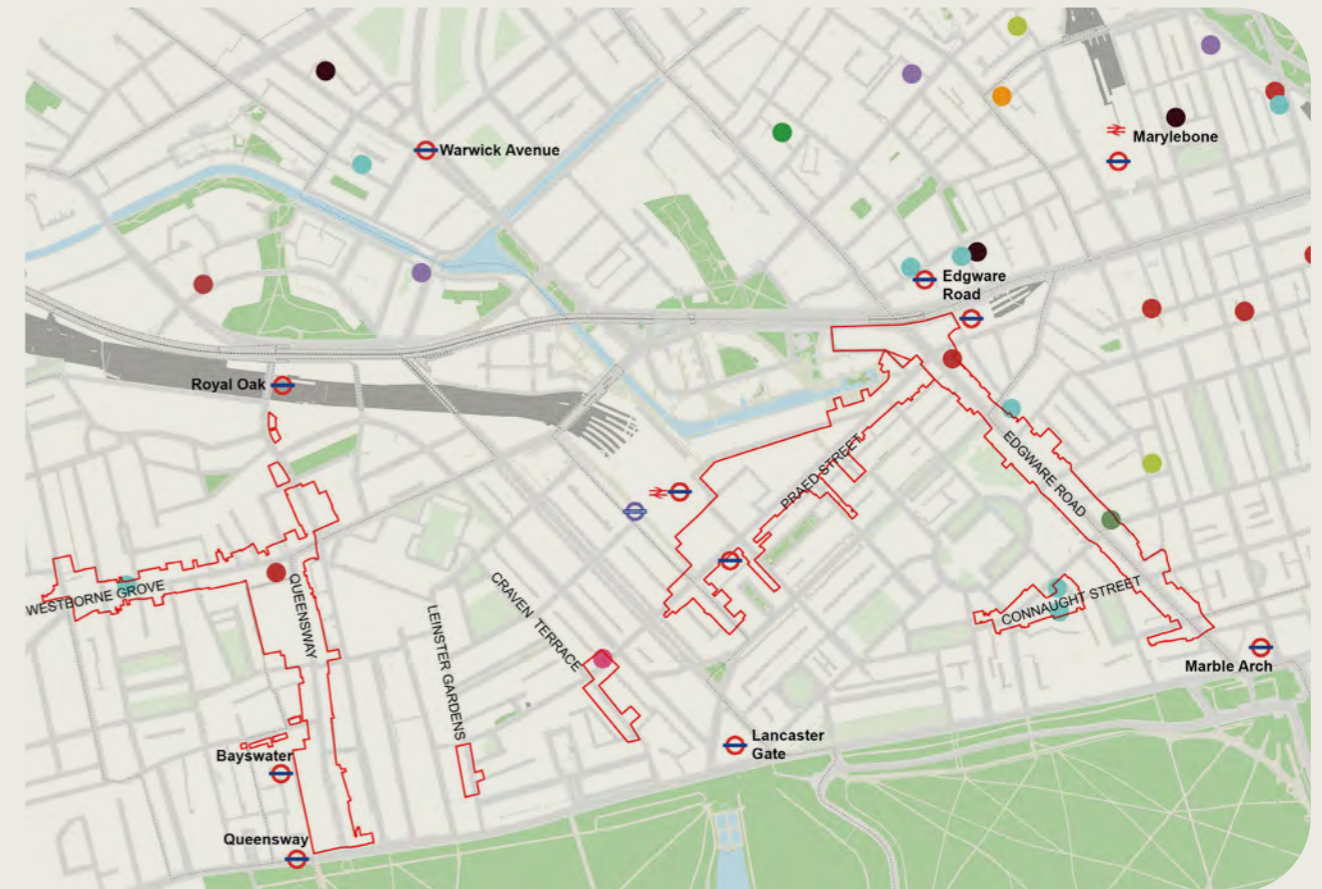 Warwick Avenue
Marylebone
Edgware
Road
Royal Oak
PRAED STREET
EDGWARE ROAD
WESTBORNE GROVE
QUEENSWAY
CRAVEN TERRACE
LEINSTER GARDENS
CONNAUGHT STREET
Marble Arch
Lancaster
Gate
Bayswater
Queensway